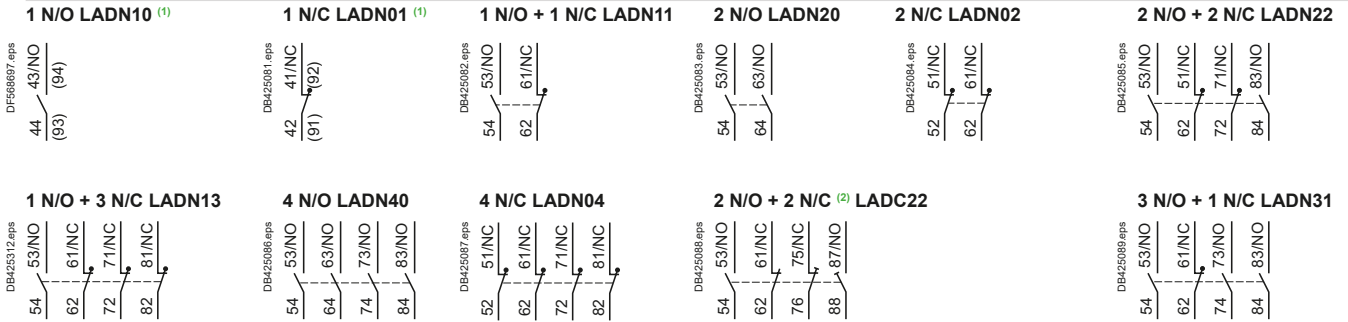 1 N/O LADN10 (1)
1 N/C LADN01 (1)
1 N/O + 1 N/C LADN11
2 N/O LADN20
2 N/C LADN02
2 N/O + 2 N/C LADN22
DF568697.eps
43/NO
(94)
44
(93)
DB425081.eps
41/NC
(92)
42
(91)
DB425082.eps
53/NO
61/NC
54
62
DB425083.eps
53/NO
63/NO
54
64
DB425084.eps
51/NC
61/NC
52
62
DB425085.eps
53/NO
51/NC
71/NC
83/NO
54
62
72
84
1 N/O + 3 N/C LADN13
4 N/O LADN40
4 N/C LADN04
2 N/O + 2 N/C (2) LADC22
3 N/O + 1 N/C LADN31
DB425312.eps
53/NO
61/NC
71/NC
81/NC
54
62
72
82
DB425086.eps
53/NO
63/NO
73/NO
83/NO
54
64
74
84
DB425087.eps
51/NC
61/NC
71/NC
81/NC
52
62
72
82
DB425088.eps
53/NO
61/NC
75/NC
87/NO
54
62
76
88
DB425089.eps
53/NO
61/NC
73/NO
83/NO
54
62
74
84